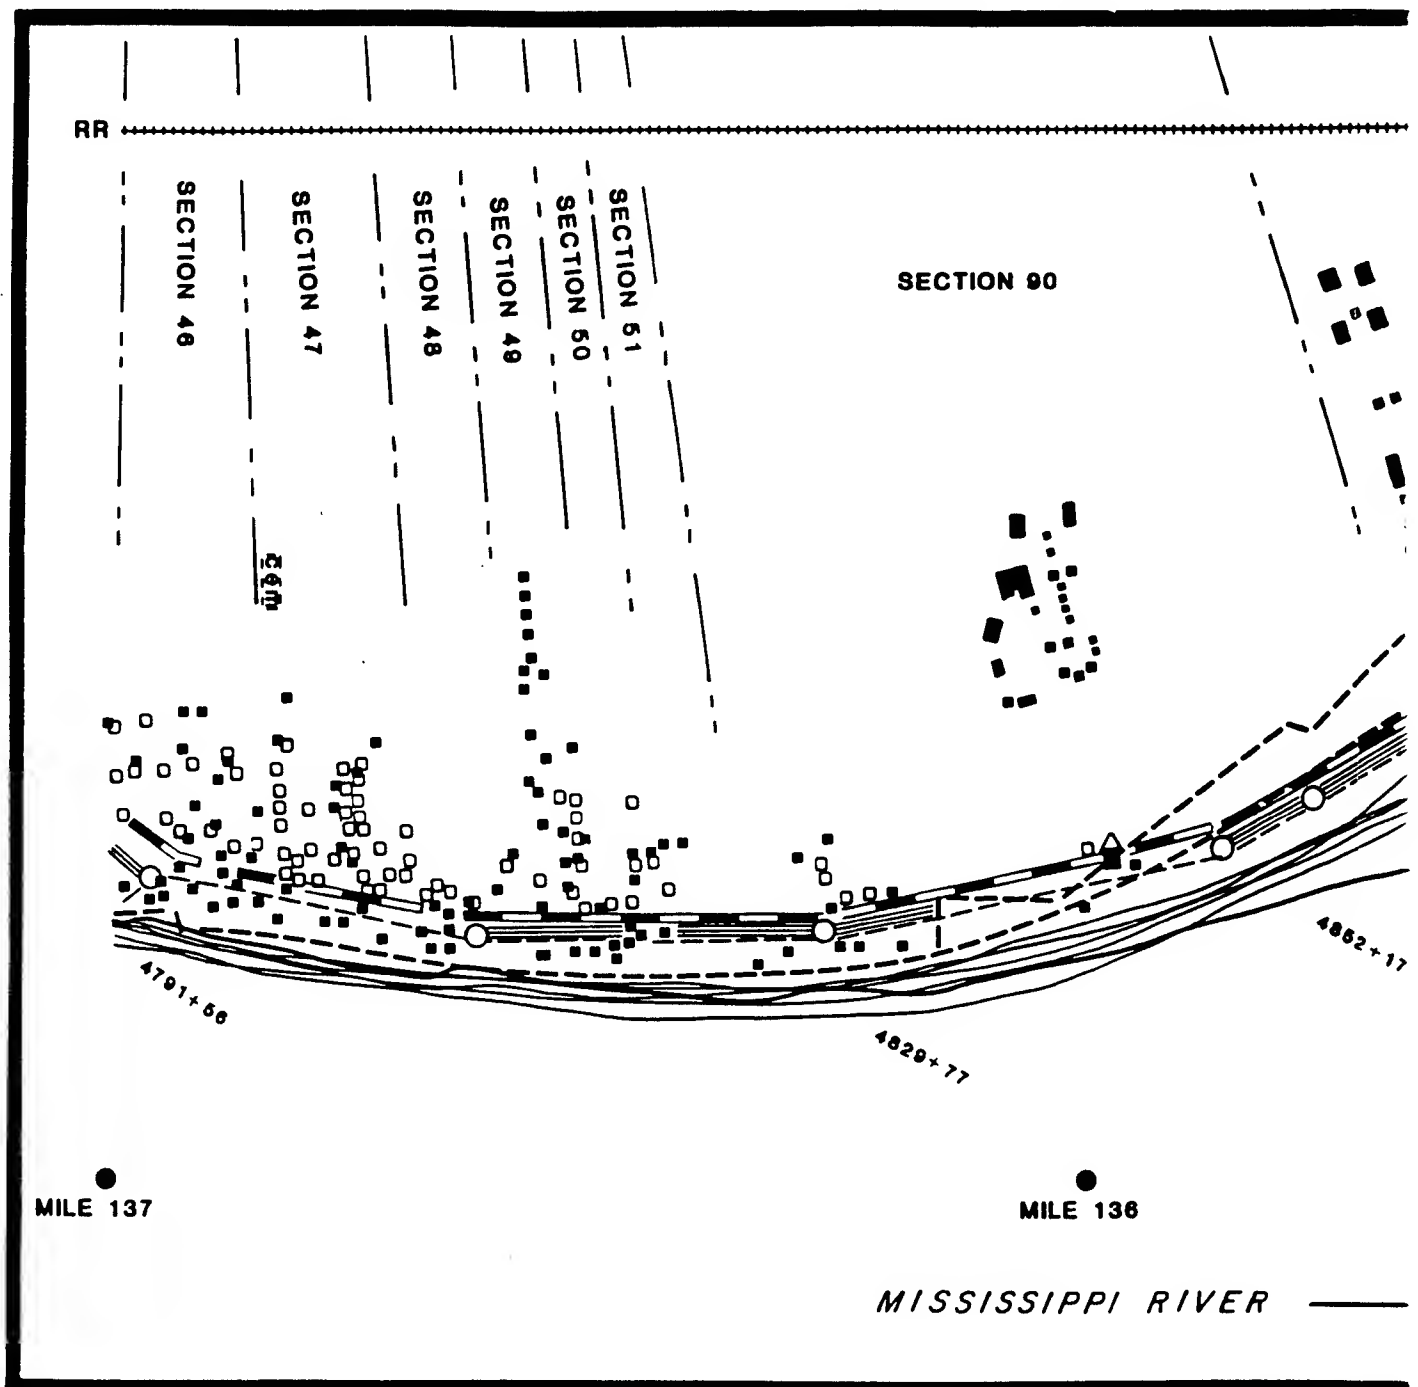 RR
SECTION 46
SECTION 47
SECTION 48
SECTION 49
SECTION 50
SECTION 51
SECTION 90
cem
4791+56
4829+77
4852+17
MILE 137
MILE 136
MISSISSIPPI RIVER